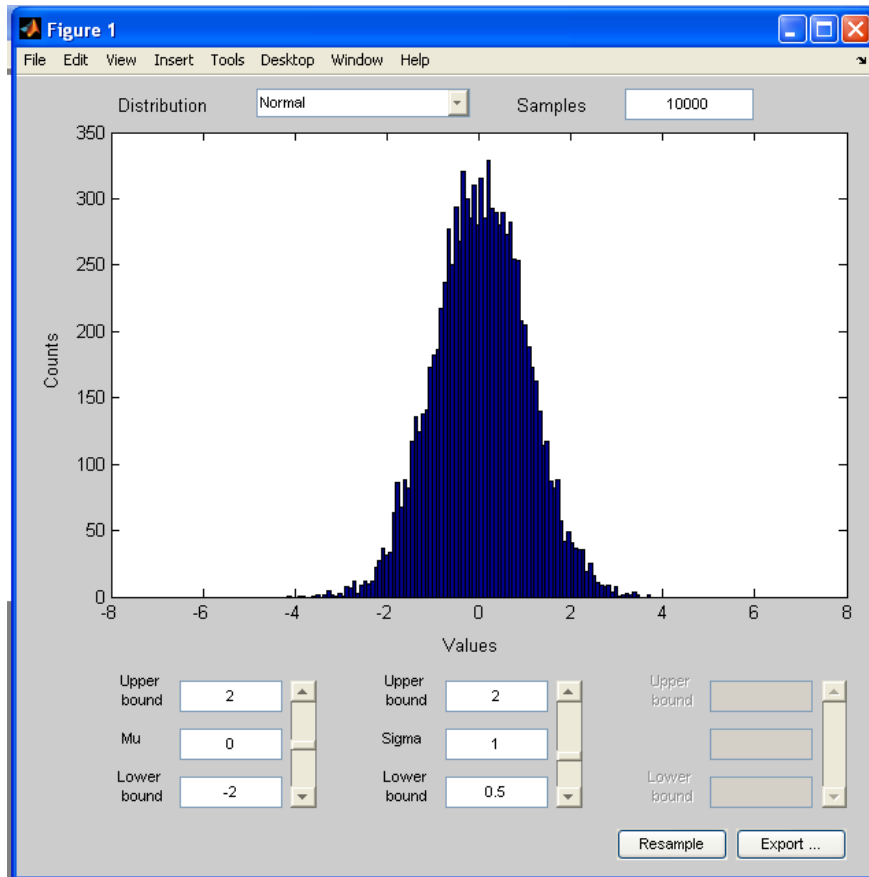 Figure 1
File Edit View Insert Tools Desktop Window Help
Distribution Normal Samples 10000
350
300
250
200
150
100
50
0
Counts
-8 -6 -4 -2 0 2 4 6 8
Values
Upper bound 2 Upper bound 2 Upper bound
Mu 0 Sigma 1
Lower bound -2 Lower bound 0.5 Lower bound
Resample Export ...